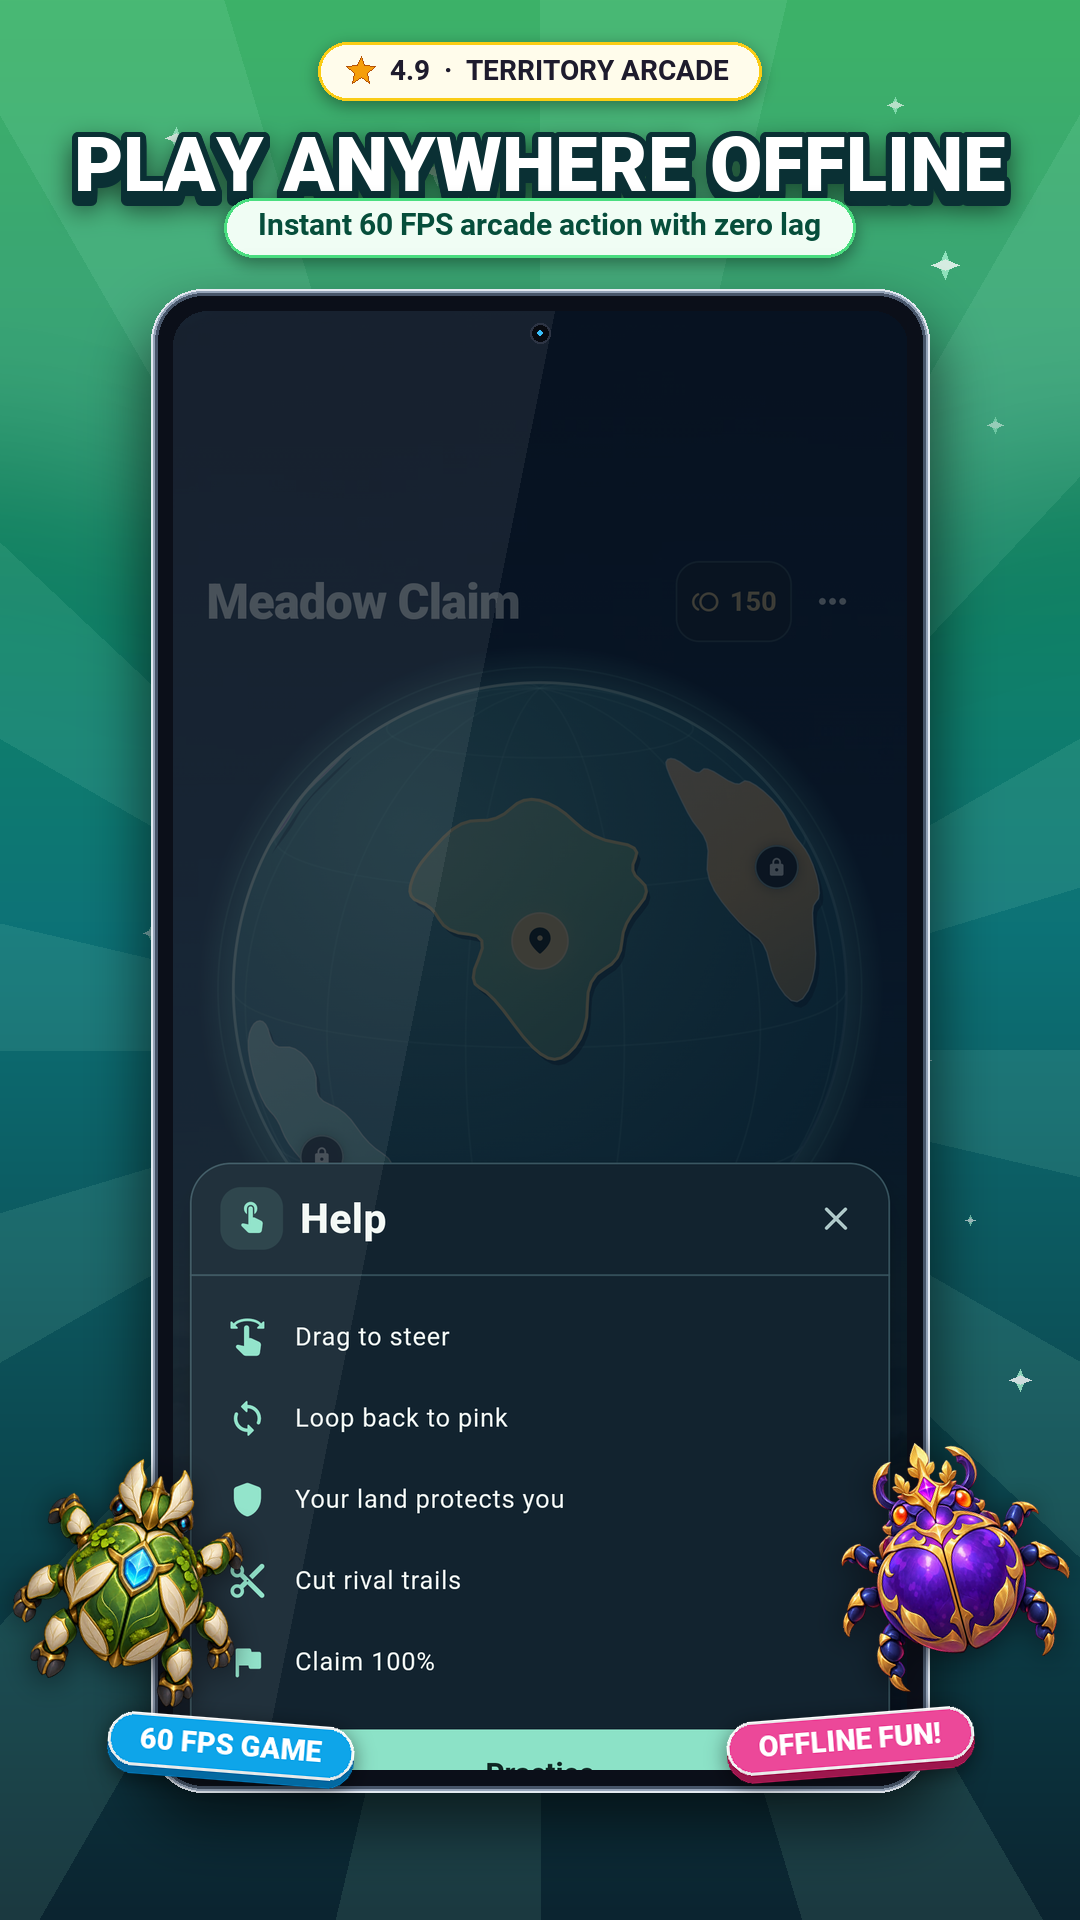 4.9 · TERRITORY ARCADE
PLAY ANYWHERE OFFLINE
Instant 60 FPS arcade action with zero lag
Meadow Claim
150
Help
Drag to steer
Loop back to pink
Your land protects you
Cut rival trails
Claim 100%
Practice
60 FPS GAME
OFFLINE FUN!